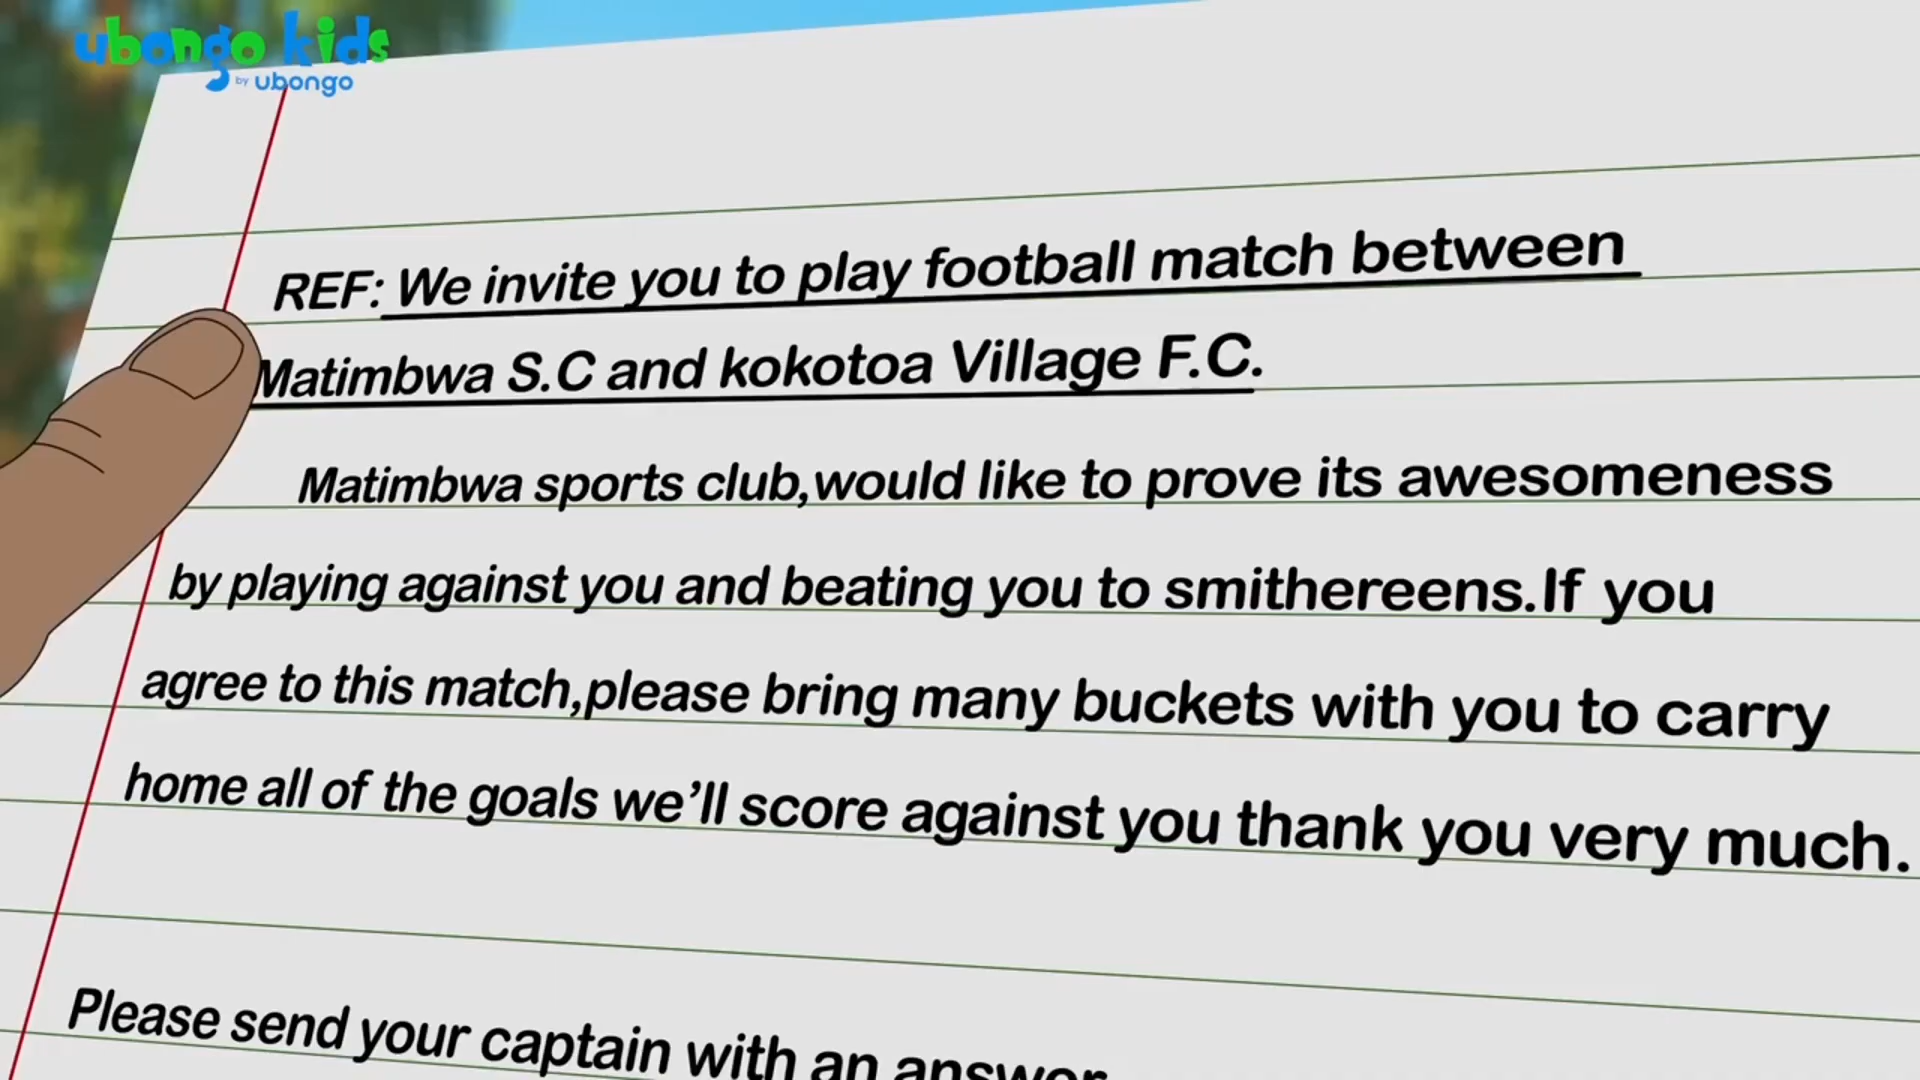 ubongo kids
by ubongo
REF: We invite you to play football match between
Matimbwa S.C and kokotoa Village F.C.
Matimbwa sports club,would like to prove its awesomeness
by playing against you and beating you to smithereens.If you
agree to this match,please bring many buckets with you to carry
home all of the goals we’ll score against you thank you very much.
Please send your captain with an answer